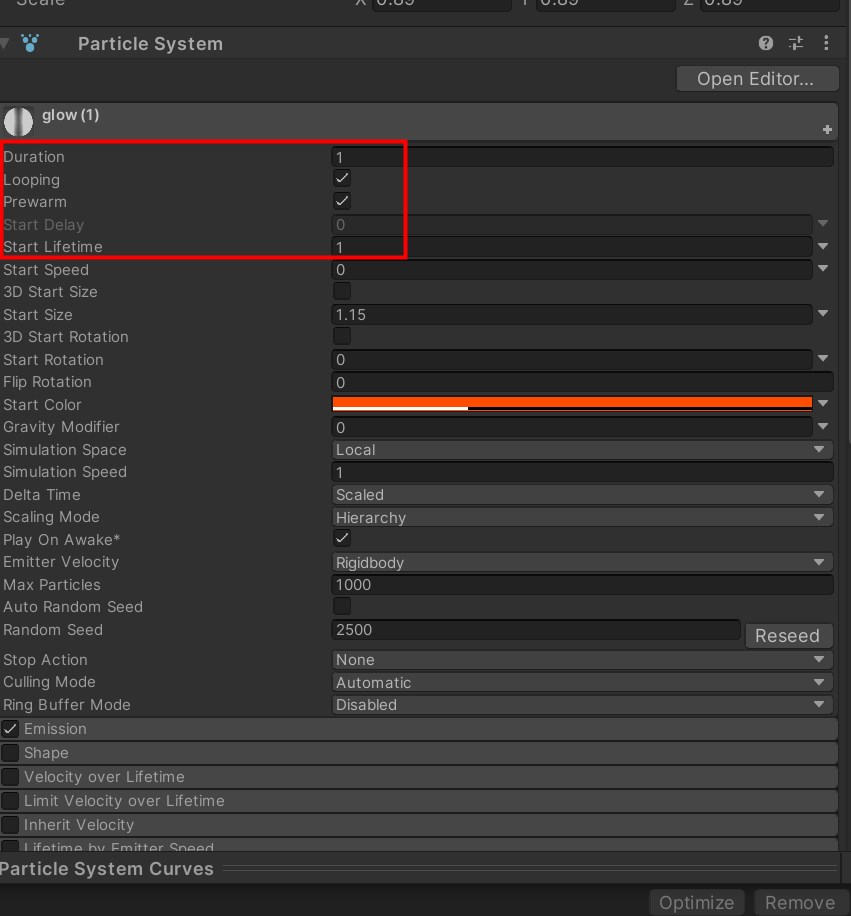 Scale X 0.89 Y 0.89 Z 0.89
Particle System
Open Editor...
glow (1)
Duration 1
Looping
Prewarm
Start Delay 0
Start Lifetime 1
Start Speed 0
3D Start Size
Start Size 1.15
3D Start Rotation
Start Rotation 0
Flip Rotation 0
Start Color
Gravity Modifier 0
Simulation Space Local
Simulation Speed 1
Delta Time Scaled
Scaling Mode Hierarchy
Play On Awake*
Emitter Velocity Rigidbody
Max Particles 1000
Auto Random Seed
Random Seed 2500
Reseed
Stop Action None
Culling Mode Automatic
Ring Buffer Mode Disabled
Emission
Shape
Velocity over Lifetime
Limit Velocity over Lifetime
Inherit Velocity
Lifetime by Emitter Speed
Particle System Curves
Optimize Remove